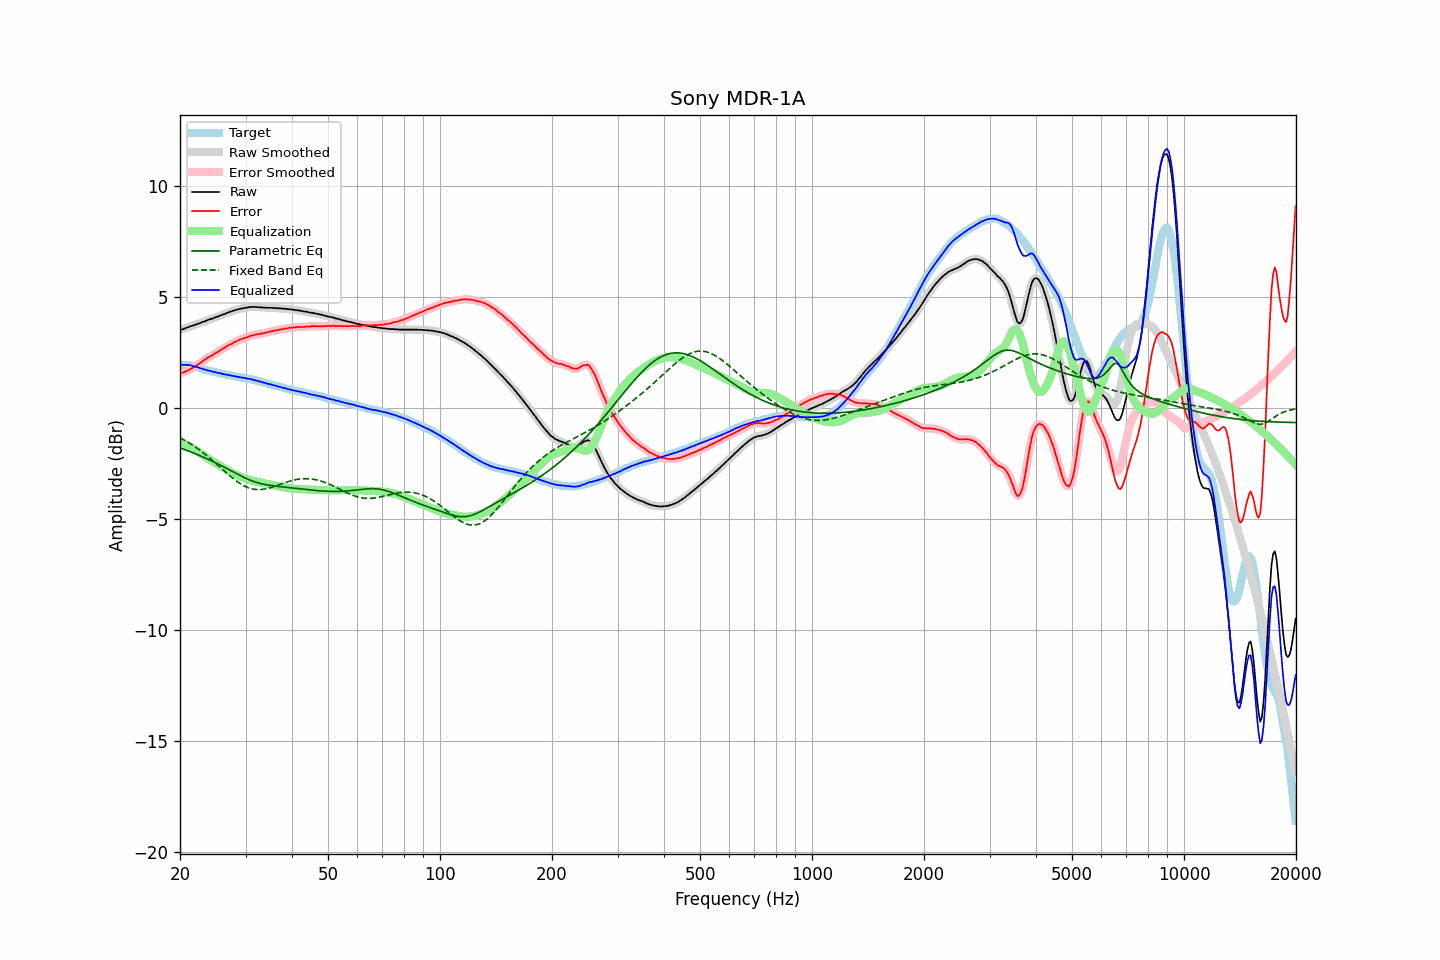 Sony MDR-1A
Target
Raw Smoothed
Error Smoothed
Raw
Error
Equalization
Parametric Eq
Fixed Band Eq
Equalized
10
5
0
−5
−10
−15
−20
Amplitude (dBr)
20 50 100 200 500 1000 2000 5000 10000 20000
Frequency (Hz)